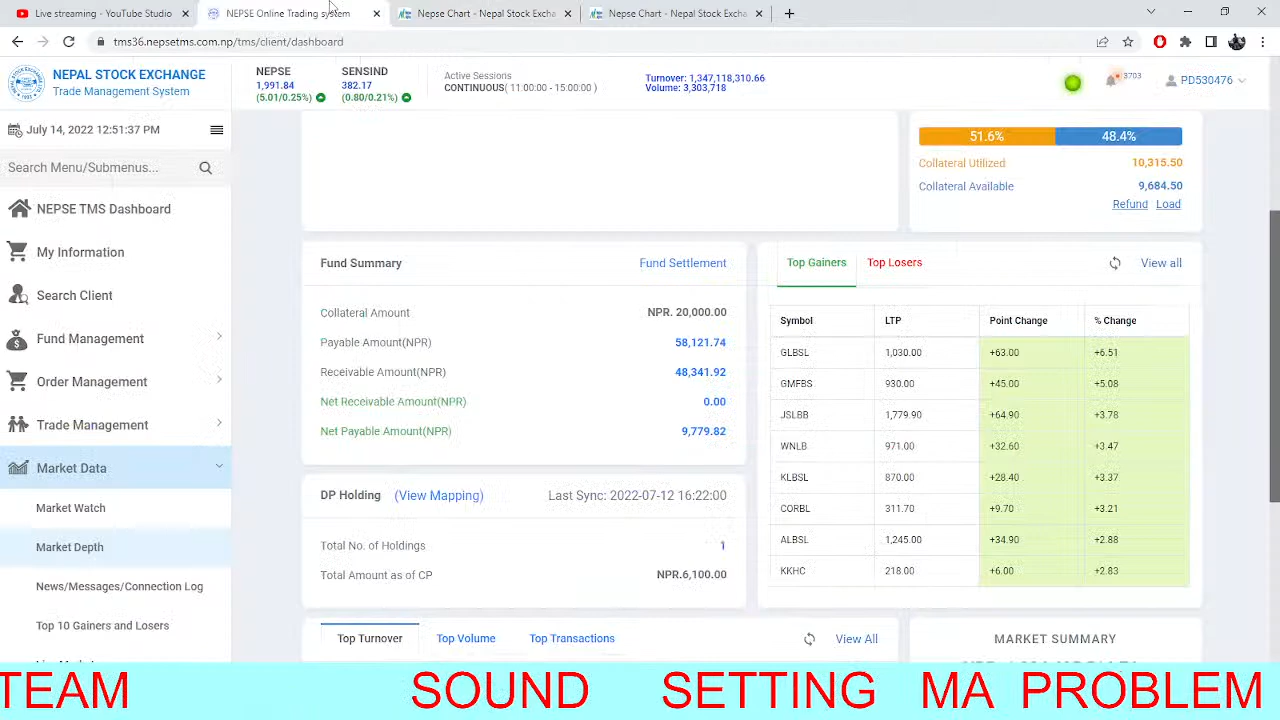 Live streaming - YouTube Studio
NEPSE Online Trading system
Nepse Chart - Nepal Stock Excha
Nepse Chart - Nepal Stock Excha
tms36.nepsetms.com.np/tms/client/dashboard
NEPAL STOCK EXCHANGE
Trade Management System
NEPSE
1,991.84
(5.01/0.25%)
SENSIND
382.17
(0.80/0.21%)
Active Sessions
CONTINUOUS( 11:00:00 - 15:00:00 )
Turnover: 1,347,118,310.66
Volume: 3,303,718
3703
PD530476
July 14, 2022 12:51:37 PM
Search Menu/Submenus...
NEPSE TMS Dashboard
My Information
Search Client
Fund Management
Order Management
Trade Management
Market Data
Market Watch
Market Depth
News/Messages/Connection Log
Top 10 Gainers and Losers
51.6% 48.4%
Collateral Utilized 10,315.50
Collateral Available 9,684.50
Refund Load
Fund Summary Fund Settlement
Collateral Amount NPR. 20,000.00
Payable Amount(NPR) 58,121.74
Receivable Amount(NPR) 48,341.92
Net Receivable Amount(NPR) 0.00
Net Payable Amount(NPR) 9,779.82
DP Holding (View Mapping) Last Sync: 2022-07-12 16:22:00
Total No. of Holdings 1
Total Amount as of CP NPR.6,100.00
Top Gainers Top Losers View all
Symbol LTP Point Change % Change
GLBSL 1,030.00 +63.00 +6.51
GMFBS 930.00 +45.00 +5.08
JSLBB 1,779.90 +64.90 +3.78
WNLB 971.00 +32.60 +3.47
KLBSL 870.00 +28.40 +3.37
CORBL 311.70 +9.70 +3.21
ALBSL 1,245.00 +34.90 +2.88
KKHC 218.00 +6.00 +2.83
Top Turnover Top Volume Top Transactions View All
MARKET SUMMARY
TEAM SOUND SETTING MA PROBLEM